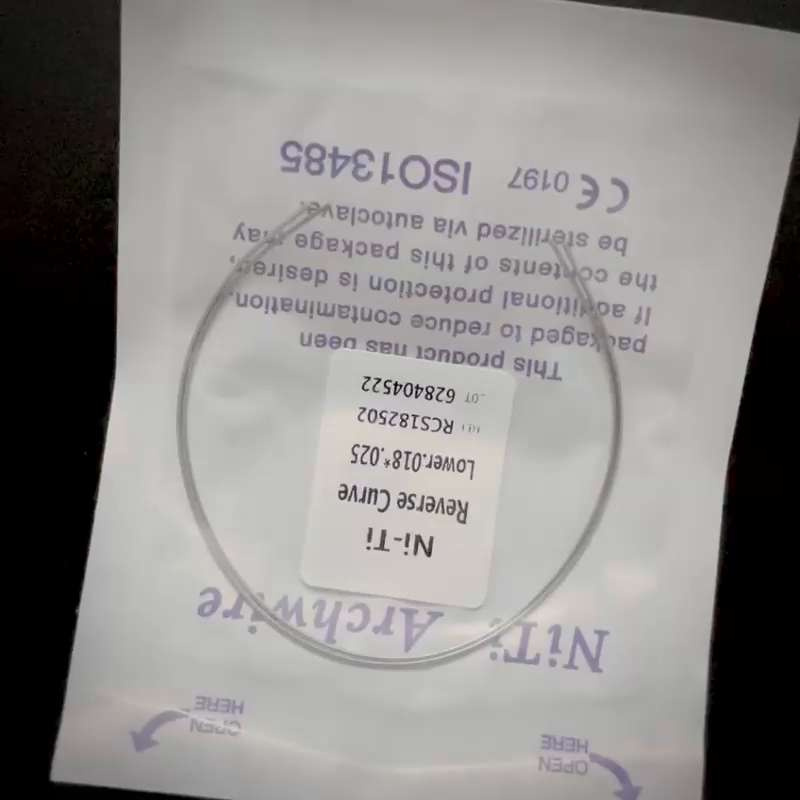 OPEN
HERE
OPEN
HERE
NiTi Archwire
Ni-Ti
Reverse Curve
Lower.018*.025
RCS182502
628404522
This product has been
packaged to reduce contamination.
If additional protection is desired,
the contents of this package may
be sterilized via autoclave.
CE 0197 ISO13485